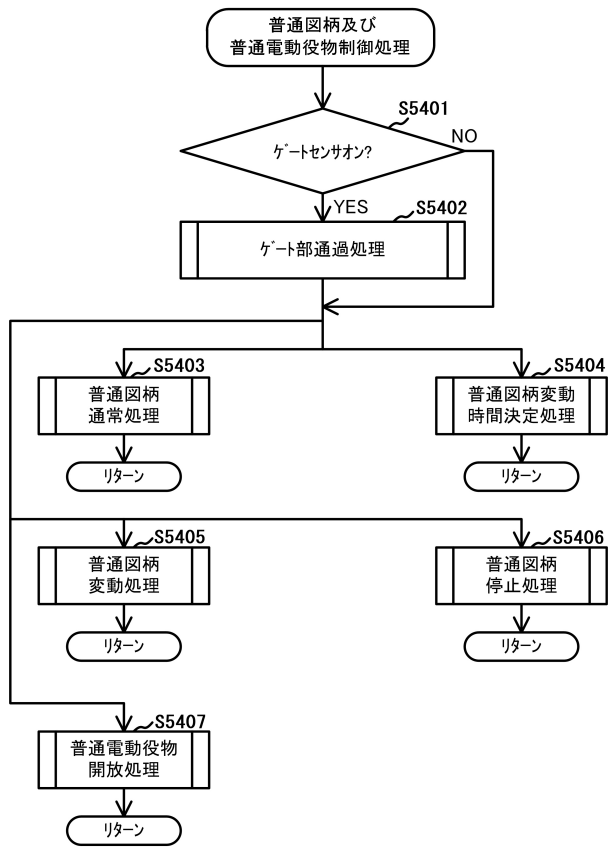 普通図柄及び
普通電動役物制御処理
S5401
ゲートセンサオン?
NO
YES
S5402
ゲート部通過処理
S5403
普通図柄
通常処理
リターン
S5404
普通図柄変動
時間決定処理
リターン
S5405
普通図柄
変動処理
リターン
S5406
普通図柄
停止処理
リターン
S5407
普通電動役物
開放処理
リターン